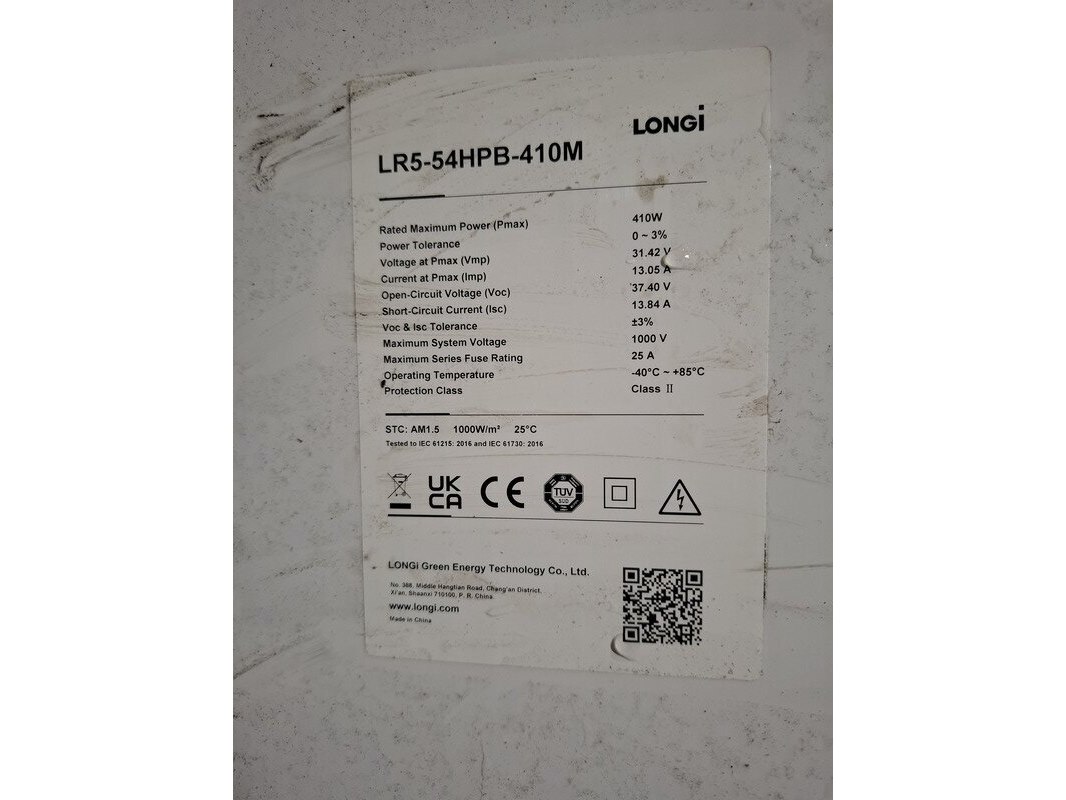 LONGi
LR5-54HPB-410M
Rated Maximum Power (Pmax) 410W
Power Tolerance 0 ~ 3%
Voltage at Pmax (Vmp) 31.42 V
Current at Pmax (Imp) 13.05 A
Open-Circuit Voltage (Voc) 37.40 V
Short-Circuit Current (Isc) 13.84 A
Voc & Isc Tolerance ±3%
Maximum System Voltage 1000 V
Maximum Series Fuse Rating 25 A
Operating Temperature -40°C ~ +85°C
Protection Class Class II
STC: AM1.5 1000W/m² 25°C
Tested to IEC 61215: 2016 and IEC 61730: 2016
UK
CA
CE
TÜV
SÜD
LONGi Green Energy Technology Co., Ltd.
No. 388, Middle Hangtian Road, Chang'an District,
Xi'an, Shaanxi 710100, P. R. China
www.longi.com
Made in China